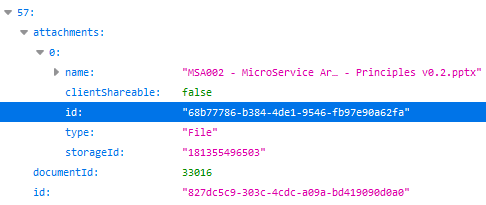 57:
attachments:
0:
name: "MSA002 - MicroService Ar… - Principles v0.2.pptx"
clientShareable: false
id: "68b77786-b384-4de1-9546-fb97e90a62fa"
type: "File"
storageId: "181355496503"
documentId: 33016
id: "827dc5c9-303c-4cdc-a09a-bd419090d0a0"